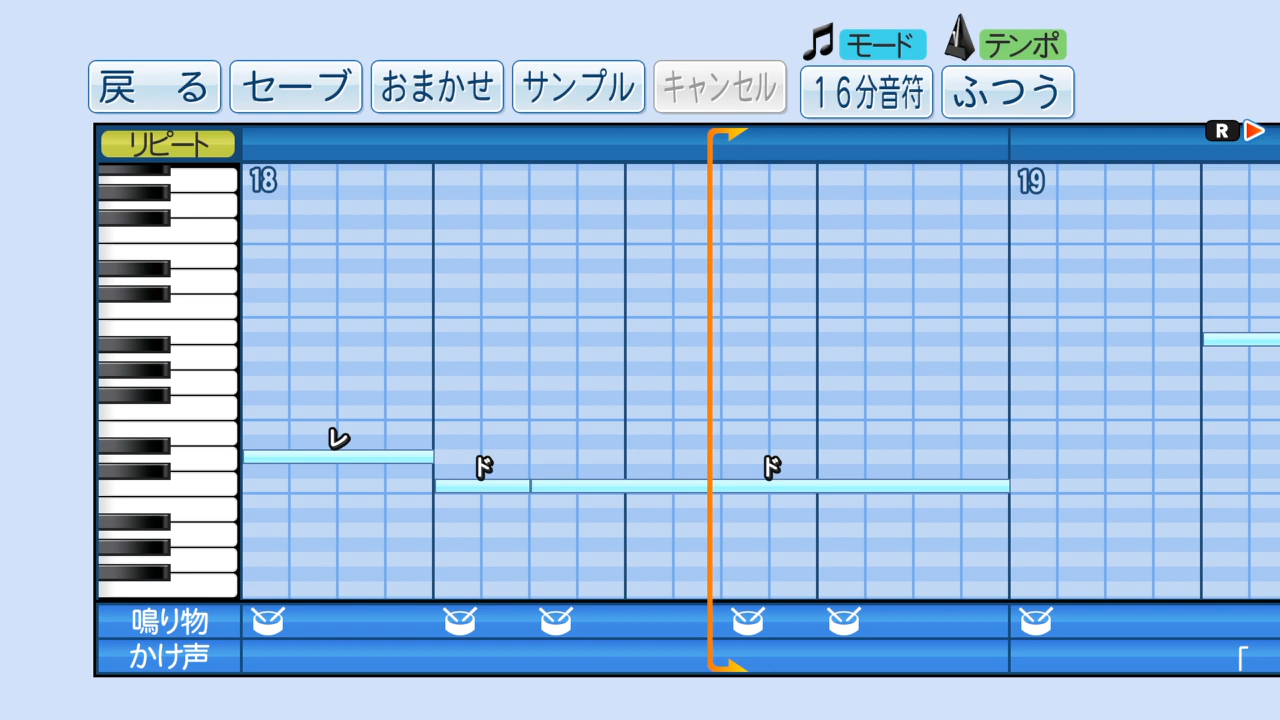 モード テンポ
戻る セーブ おまかせ サンプル キャンセル 16分音符 ふつう
リピート R
18 19
レ
ド ド
鳴り物
かけ声 「